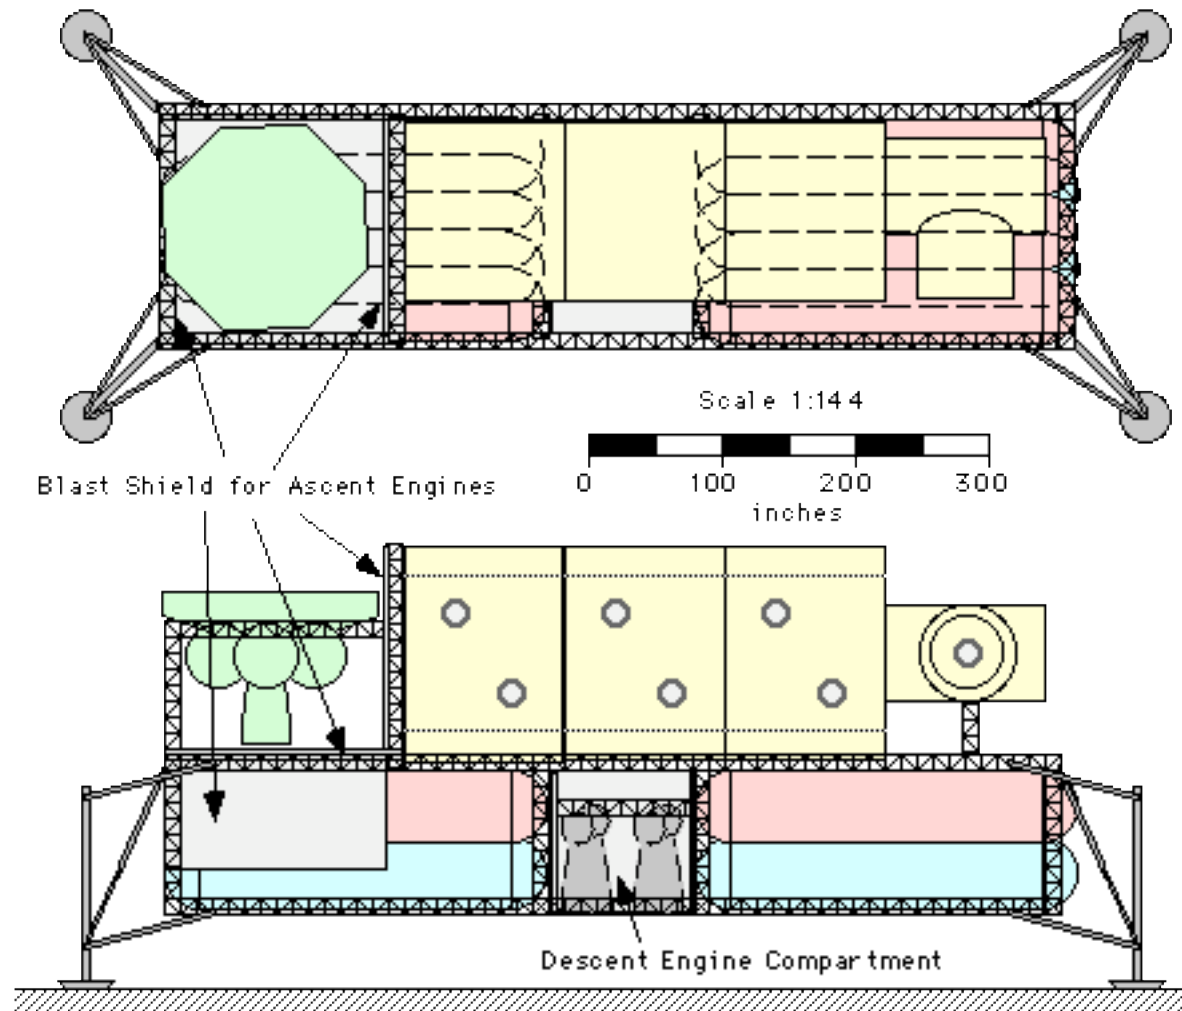 Scale 1:144
Blast Shield for Ascent Engines
0 100 200 300
inches
Descent Engine Compartment